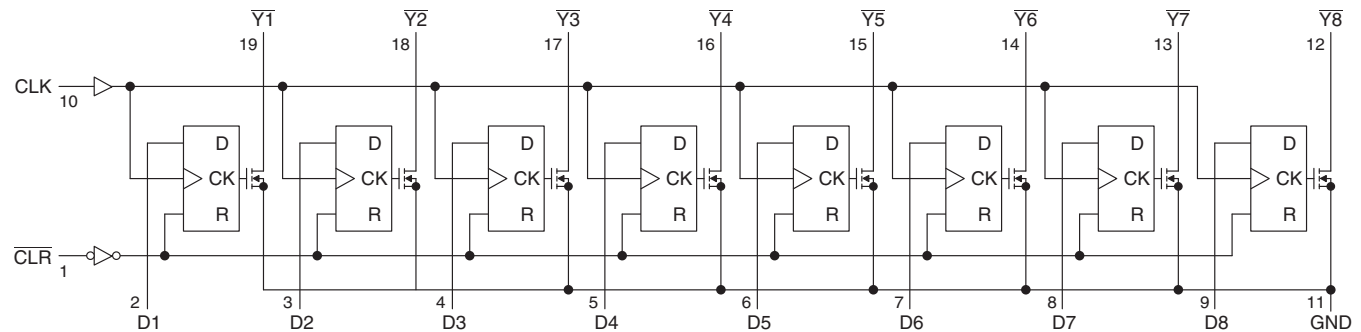 Y1 Y2 Y3 Y4 Y5 Y6 Y7 Y8
19 18 17 16 15 14 13 12
CLK
10
D D D D D D D D
CK CK CK CK CK CK CK CK
R R R R R R R R
CLR
1
2 3 4 5 6 7 8 9 11
D1 D2 D3 D4 D5 D6 D7 D8 GND